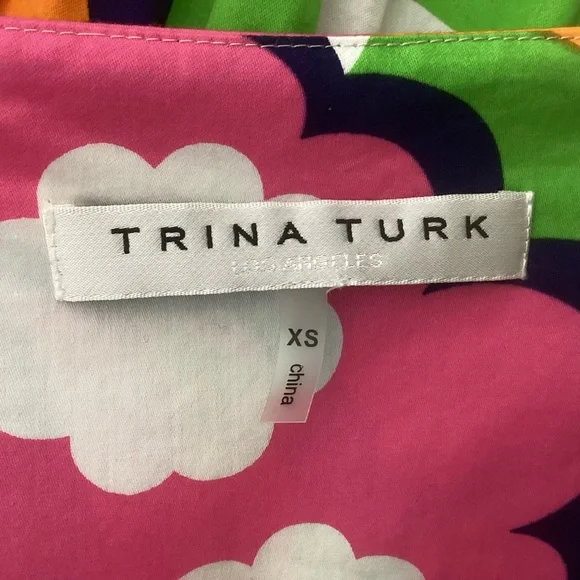 TRINA TURK
LOS ANGELES
XS
china